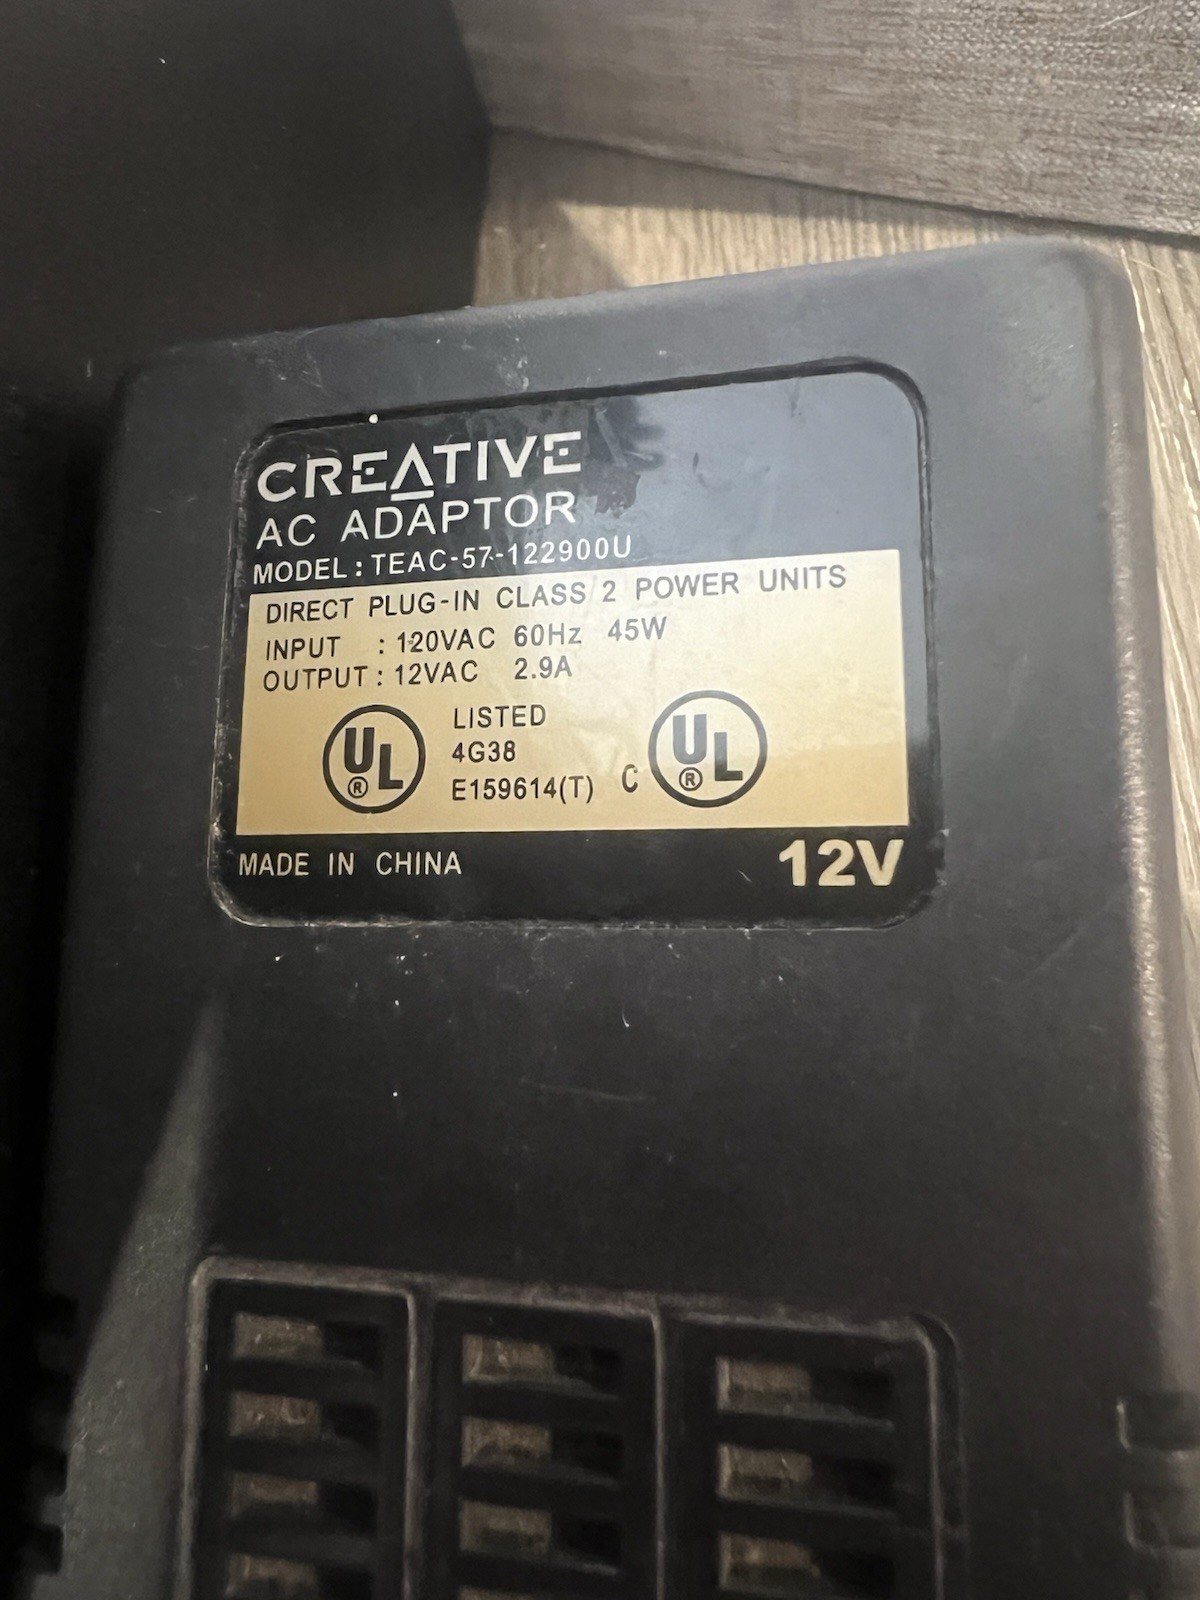 CREATIVE
AC ADAPTOR
MODEL : TEAC-57-122900U
DIRECT PLUG-IN CLASS 2 POWER UNITS
INPUT : 120VAC 60Hz 45W
OUTPUT : 12VAC 2.9A
UL ® LISTED
4G38
E159614(T) C UL ®
MADE IN CHINA 12V